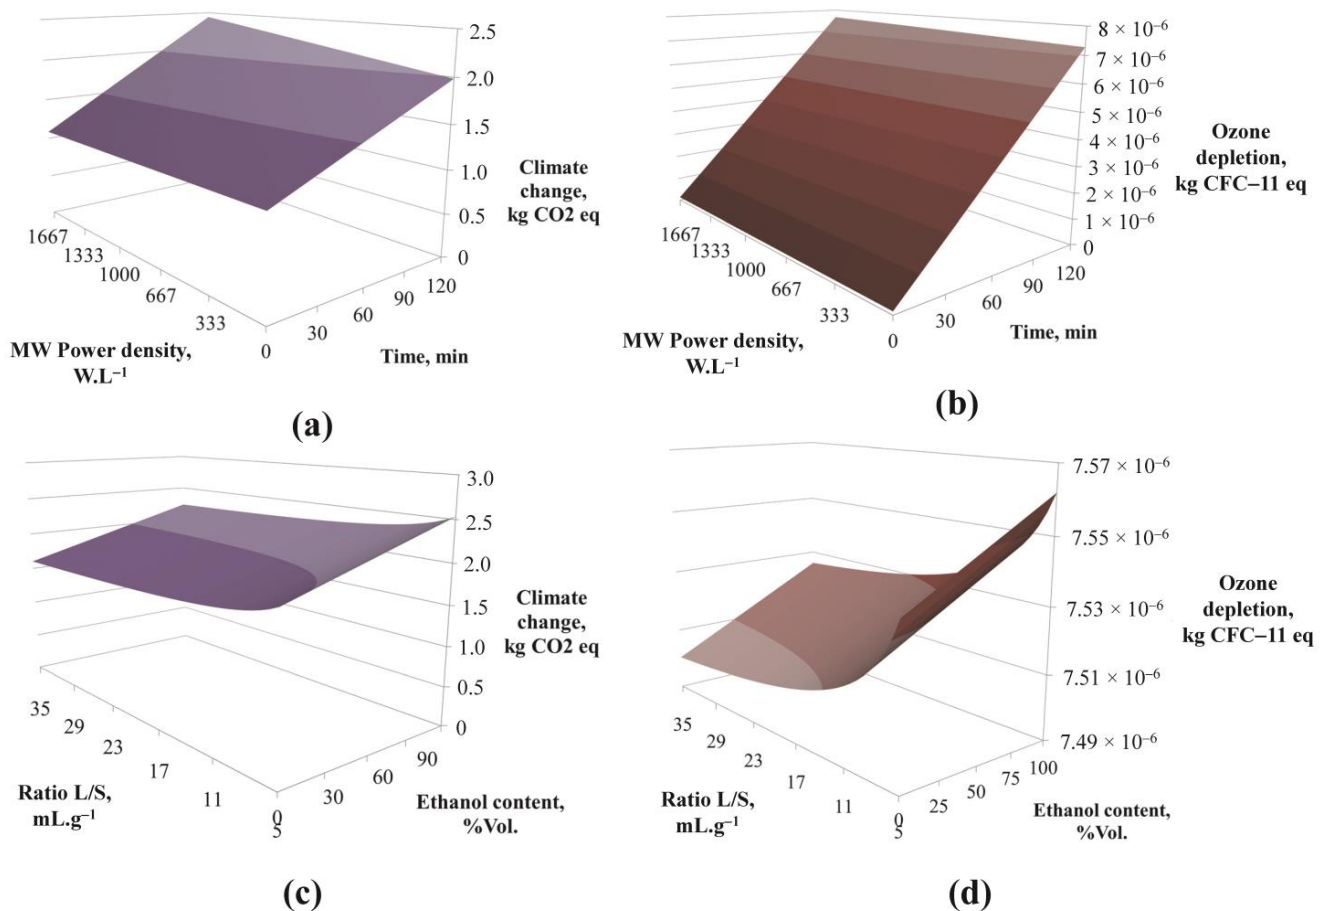 2.5
2.0
1.5
1.0
0.5
0
Climate
change,
kg CO2 eq
1667
1333
1000
667
333
0
30
60
90
120
MW Power density,
W.L⁻¹
Time, min
(a)
8 × 10⁻⁶
7 × 10⁻⁶
6 × 10⁻⁶
5 × 10⁻⁶
4 × 10⁻⁶
3 × 10⁻⁶
2 × 10⁻⁶
1 × 10⁻⁶
0
Ozone
depletion,
kg CFC–11 eq
1667
1333
1000
667
333
0
30
60
90
120
MW Power density,
W.L⁻¹
Time, min
(b)
3.0
2.5
2.0
1.5
1.0
0.5
0
Climate
change,
kg CO2 eq
35
29
23
17
11
5
0
30
60
90
Ratio L/S,
mL.g⁻¹
Ethanol content,
%Vol.
(c)
7.57 × 10⁻⁶
7.55 × 10⁻⁶
7.53 × 10⁻⁶
7.51 × 10⁻⁶
7.49 × 10⁻⁶
Ozone
depletion,
kg CFC–11 eq
35
29
23
17
11
5
0
25
50
75
100
Ratio L/S,
mL.g⁻¹
Ethanol content,
%Vol.
(d)